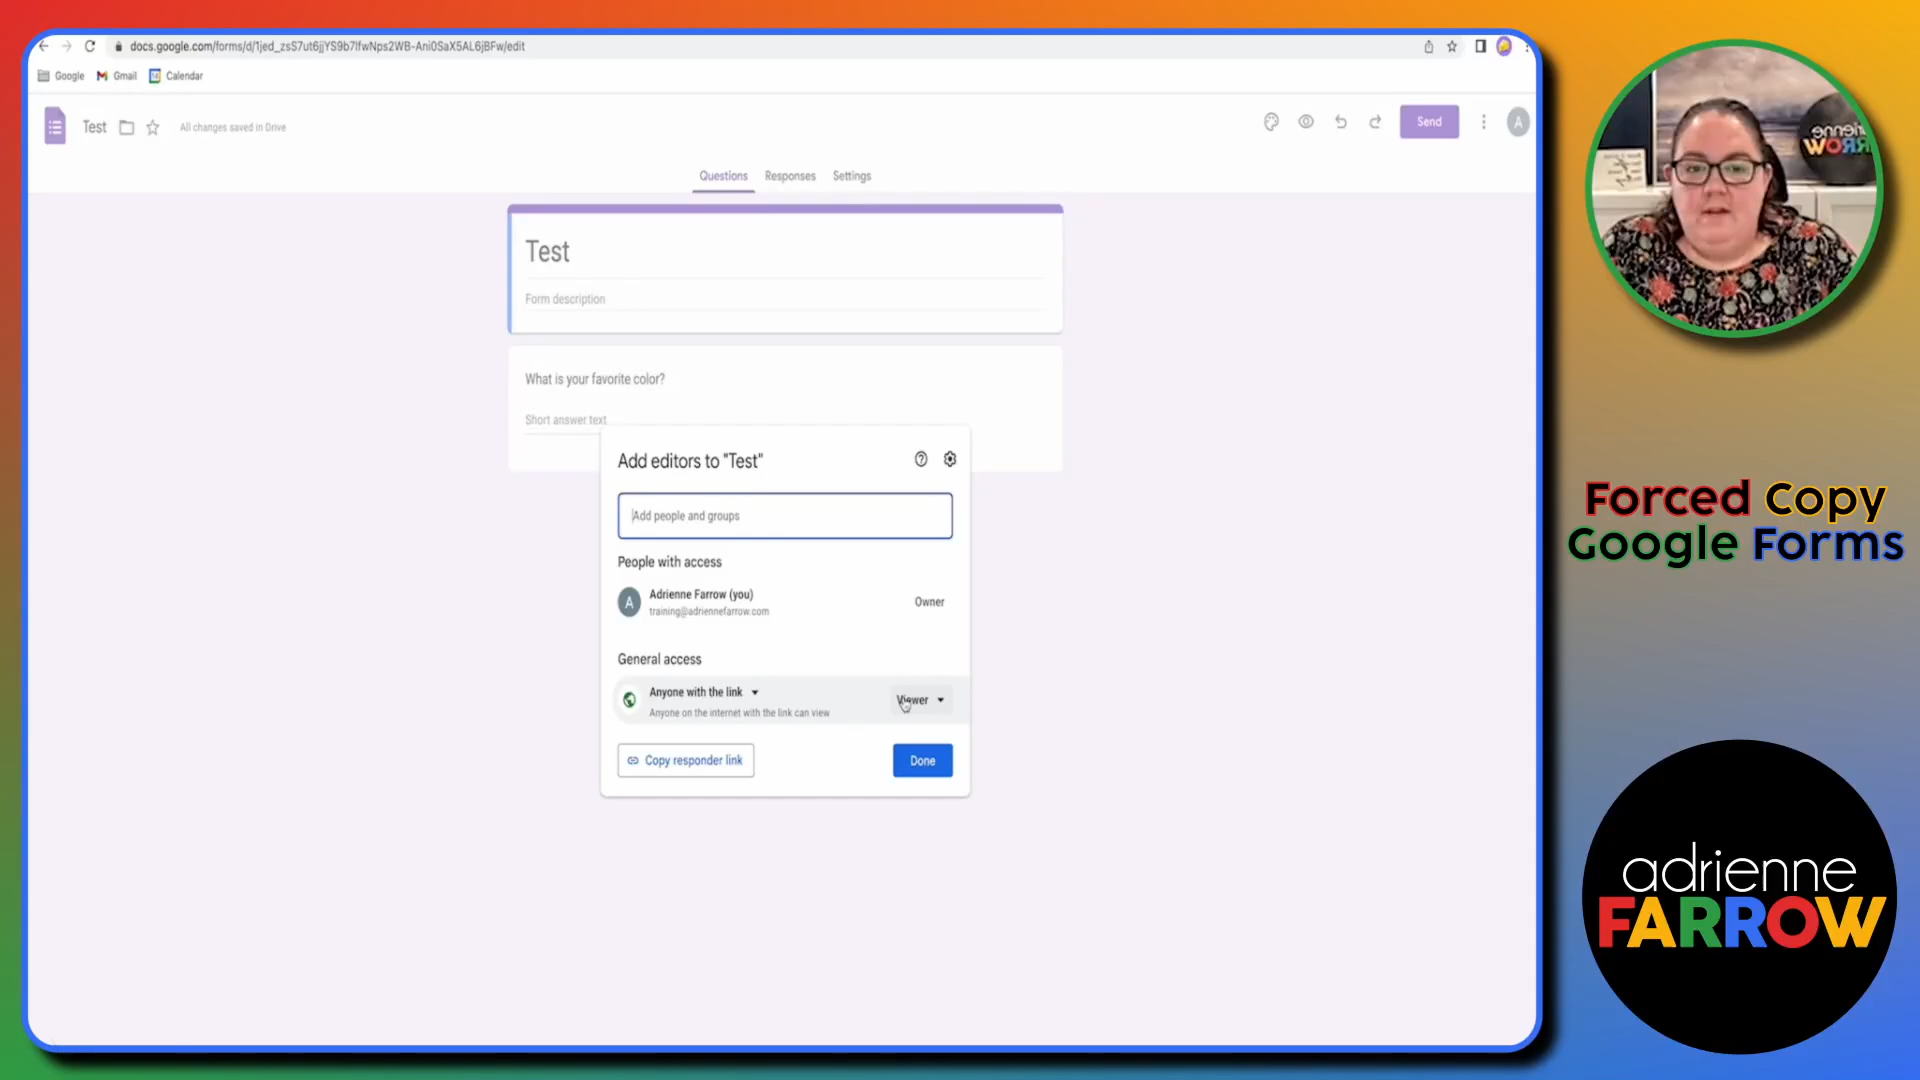 docs.google.com/forms/d/1jed_zsS7ut6jjYS9b7lfwNps2WB-Ani0SaX5AL6jBFw/edit
Google Gmail Calendar
Test All changes saved in Drive
Send A
Questions Responses Settings
Test
Form description
What is your favorite color?
Short answer text
Add editors to "Test"
Add people and groups
People with access
A Adrienne Farrow (you) Owner
training@adriennefarrow.com
General access
Anyone with the link Viewer
Anyone on the internet with the link can view
Copy responder link Done
Forced Copy
Google Forms
adrienne
FARROW